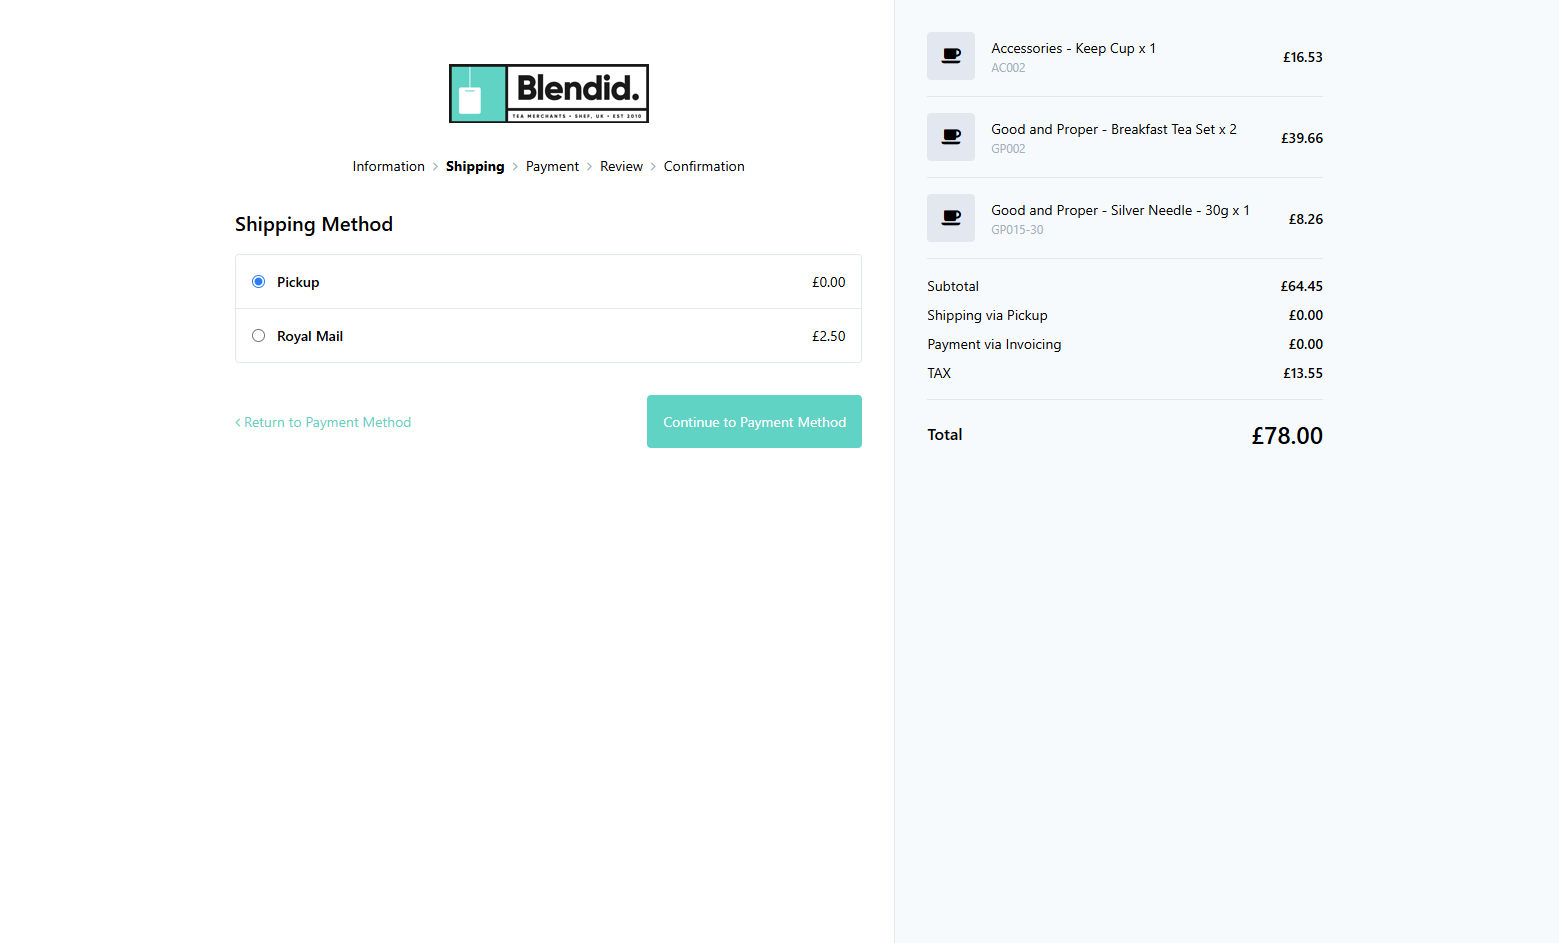 Blendid.
TEA MERCHANTS • SHEF, UK • EST 2010
Information > Shipping > Payment > Review > Confirmation
Shipping Method
Pickup £0.00
Royal Mail £2.50
< Return to Payment Method
Continue to Payment Method
Accessories - Keep Cup x 1 £16.53
AC002
Good and Proper - Breakfast Tea Set x 2 £39.66
GP002
Good and Proper - Silver Needle - 30g x 1 £8.26
GP015-30
Subtotal £64.45
Shipping via Pickup £0.00
Payment via Invoicing £0.00
TAX £13.55
Total £78.00